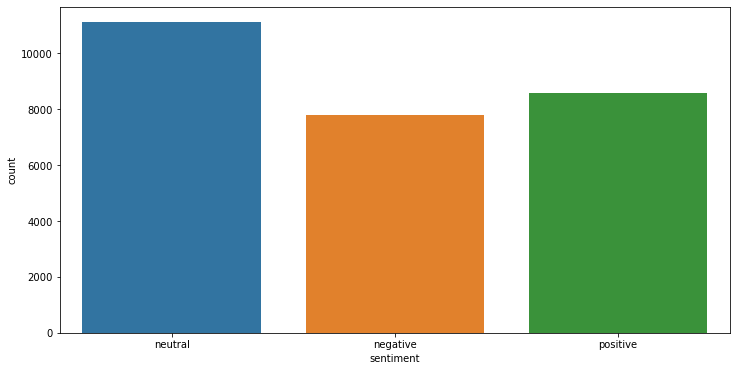 10000
8000
6000
4000
2000
0
count
neutral
negative
positive
sentiment